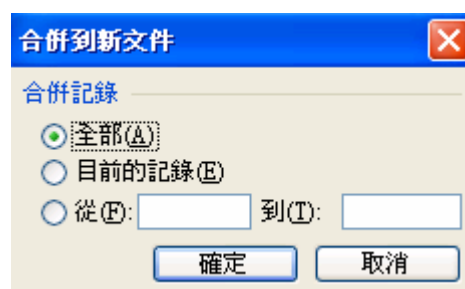 合併到新文件
合併記錄
全部(A)
目前的記錄(E)
從(F): 到(T):
確定 取消